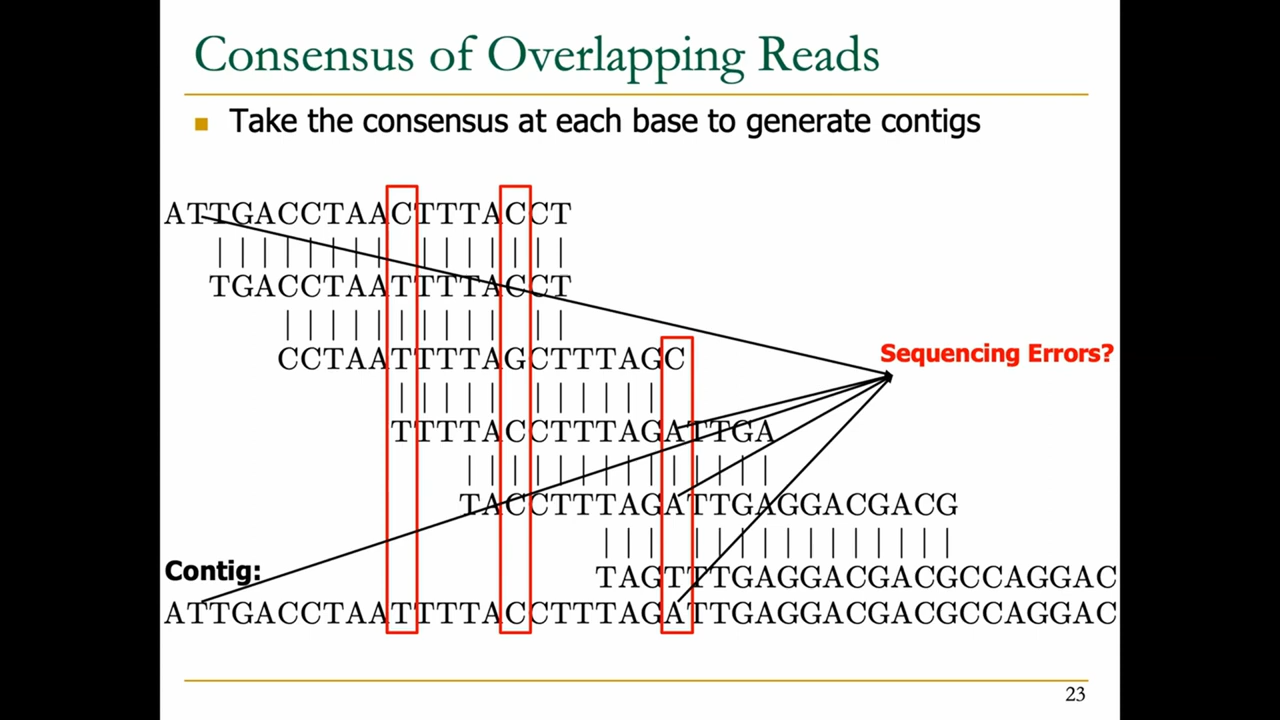 Consensus of Overlapping Reads
Take the consensus at each base to generate contigs
ATTGACCTAACTTTACCT
TGACCTAATTTTACCT
CCTAATTTTAGCTTTAGC
Sequencing Errors?
TTTTACCTTTAGATTGA
TACCTTTAGATTGAGGACGACG
Contig:
TAGTTTGAGGACGACGCCAGGAC
ATTGACCTAATTTTACCTTTAGATTGAGGACGACGCCAGGAC
23